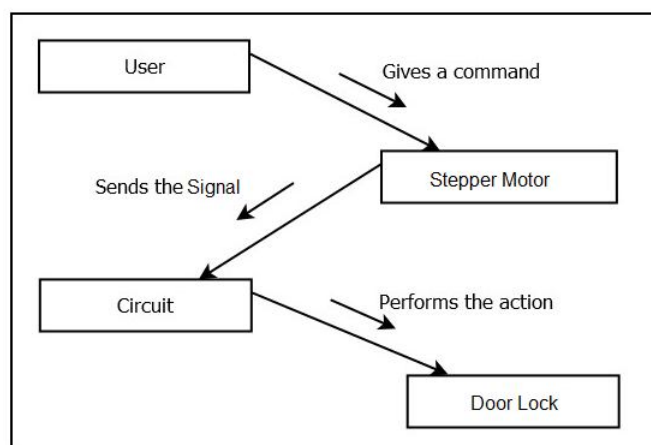 User
Gives a command
Stepper Motor
Sends the Signal
Circuit
Performs the action
Door Lock